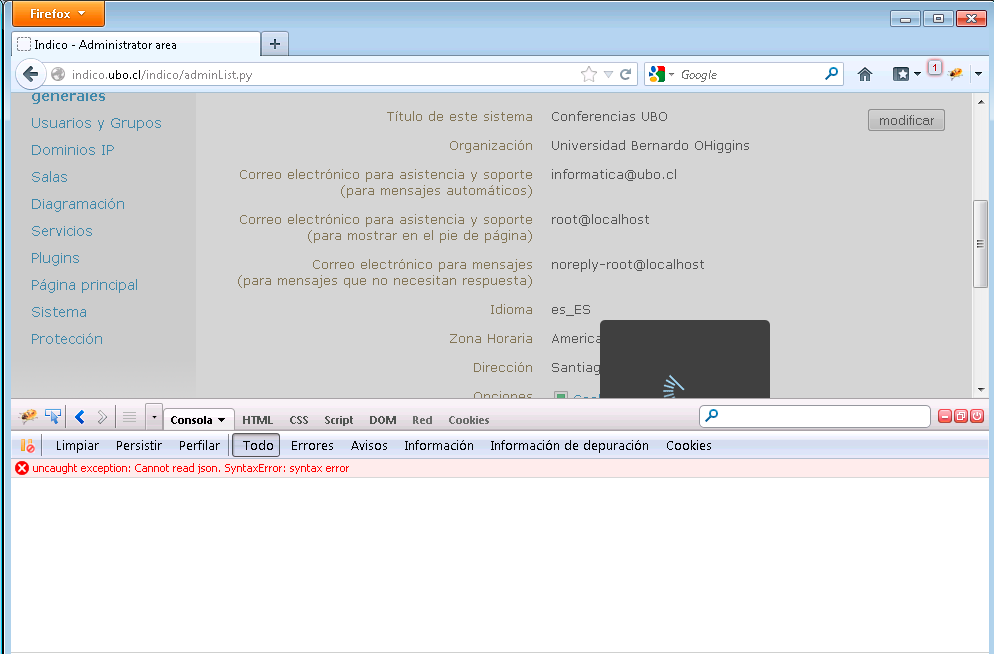 Firefox
Indico - Administrator area
indico.ubo.cl/indico/adminList.py
Google
1
generales
Usuarios y Grupos
Dominios IP
Salas
Diagramación
Servicios
Plugins
Página principal
Sistema
Protección
Título de este sistema Conferencias UBO modificar
Organización Universidad Bernardo OHiggins
Correo electrónico para asistencia y soporte informatica@ubo.cl
(para mensajes automáticos)
Correo electrónico para asistencia y soporte root@localhost
(para mostrar en el pie de página)
Correo electrónico para mensajes noreply-root@localhost
(para mensajes que no necesitan respuesta)
Idioma es_ES
Zona Horaria America
Dirección Santiag
Opciones
Consola HTML CSS Script DOM Red Cookies
Limpiar Persistir Perfilar Todo Errores Avisos Información Información de depuración Cookies
uncaught exception: Cannot read json. SyntaxError: syntax error